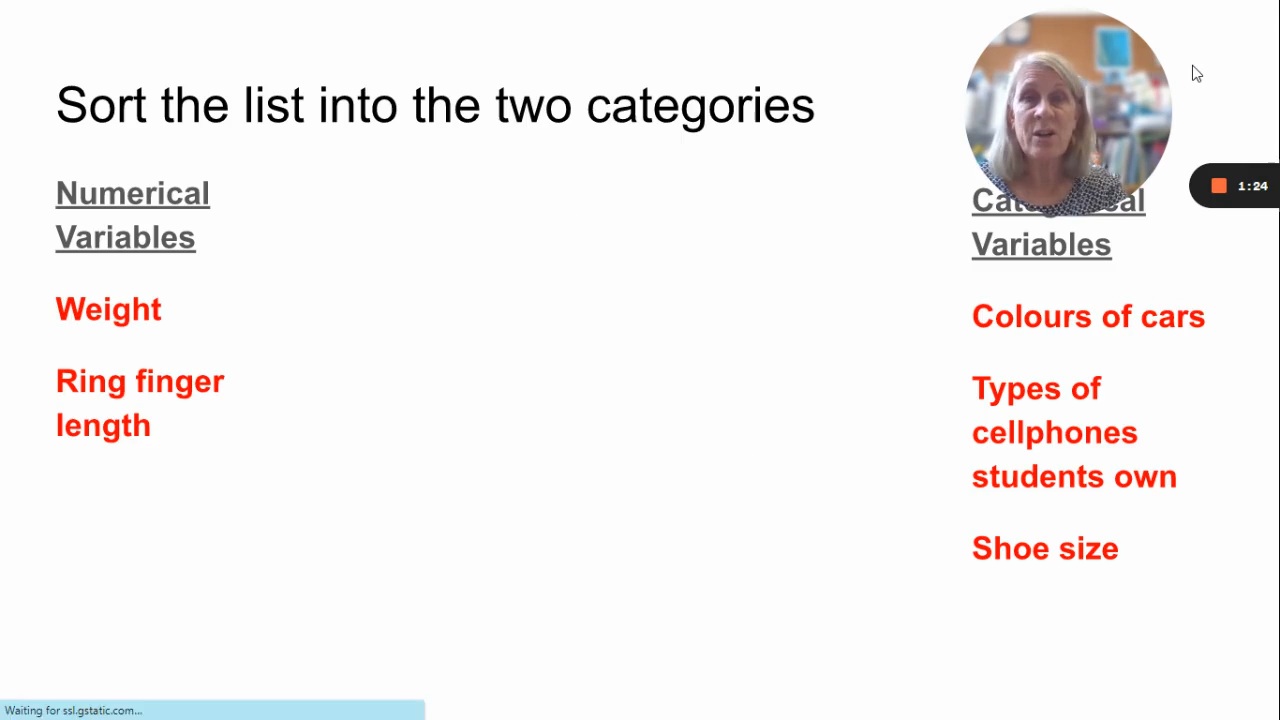 Sort the list into the two categories
Numerical
Variables
Weight
Ring finger
length
Variables
Colours of cars
Types of
cellphones
students own
Shoe size
1:24
Waiting for ssl.gstatic.com...